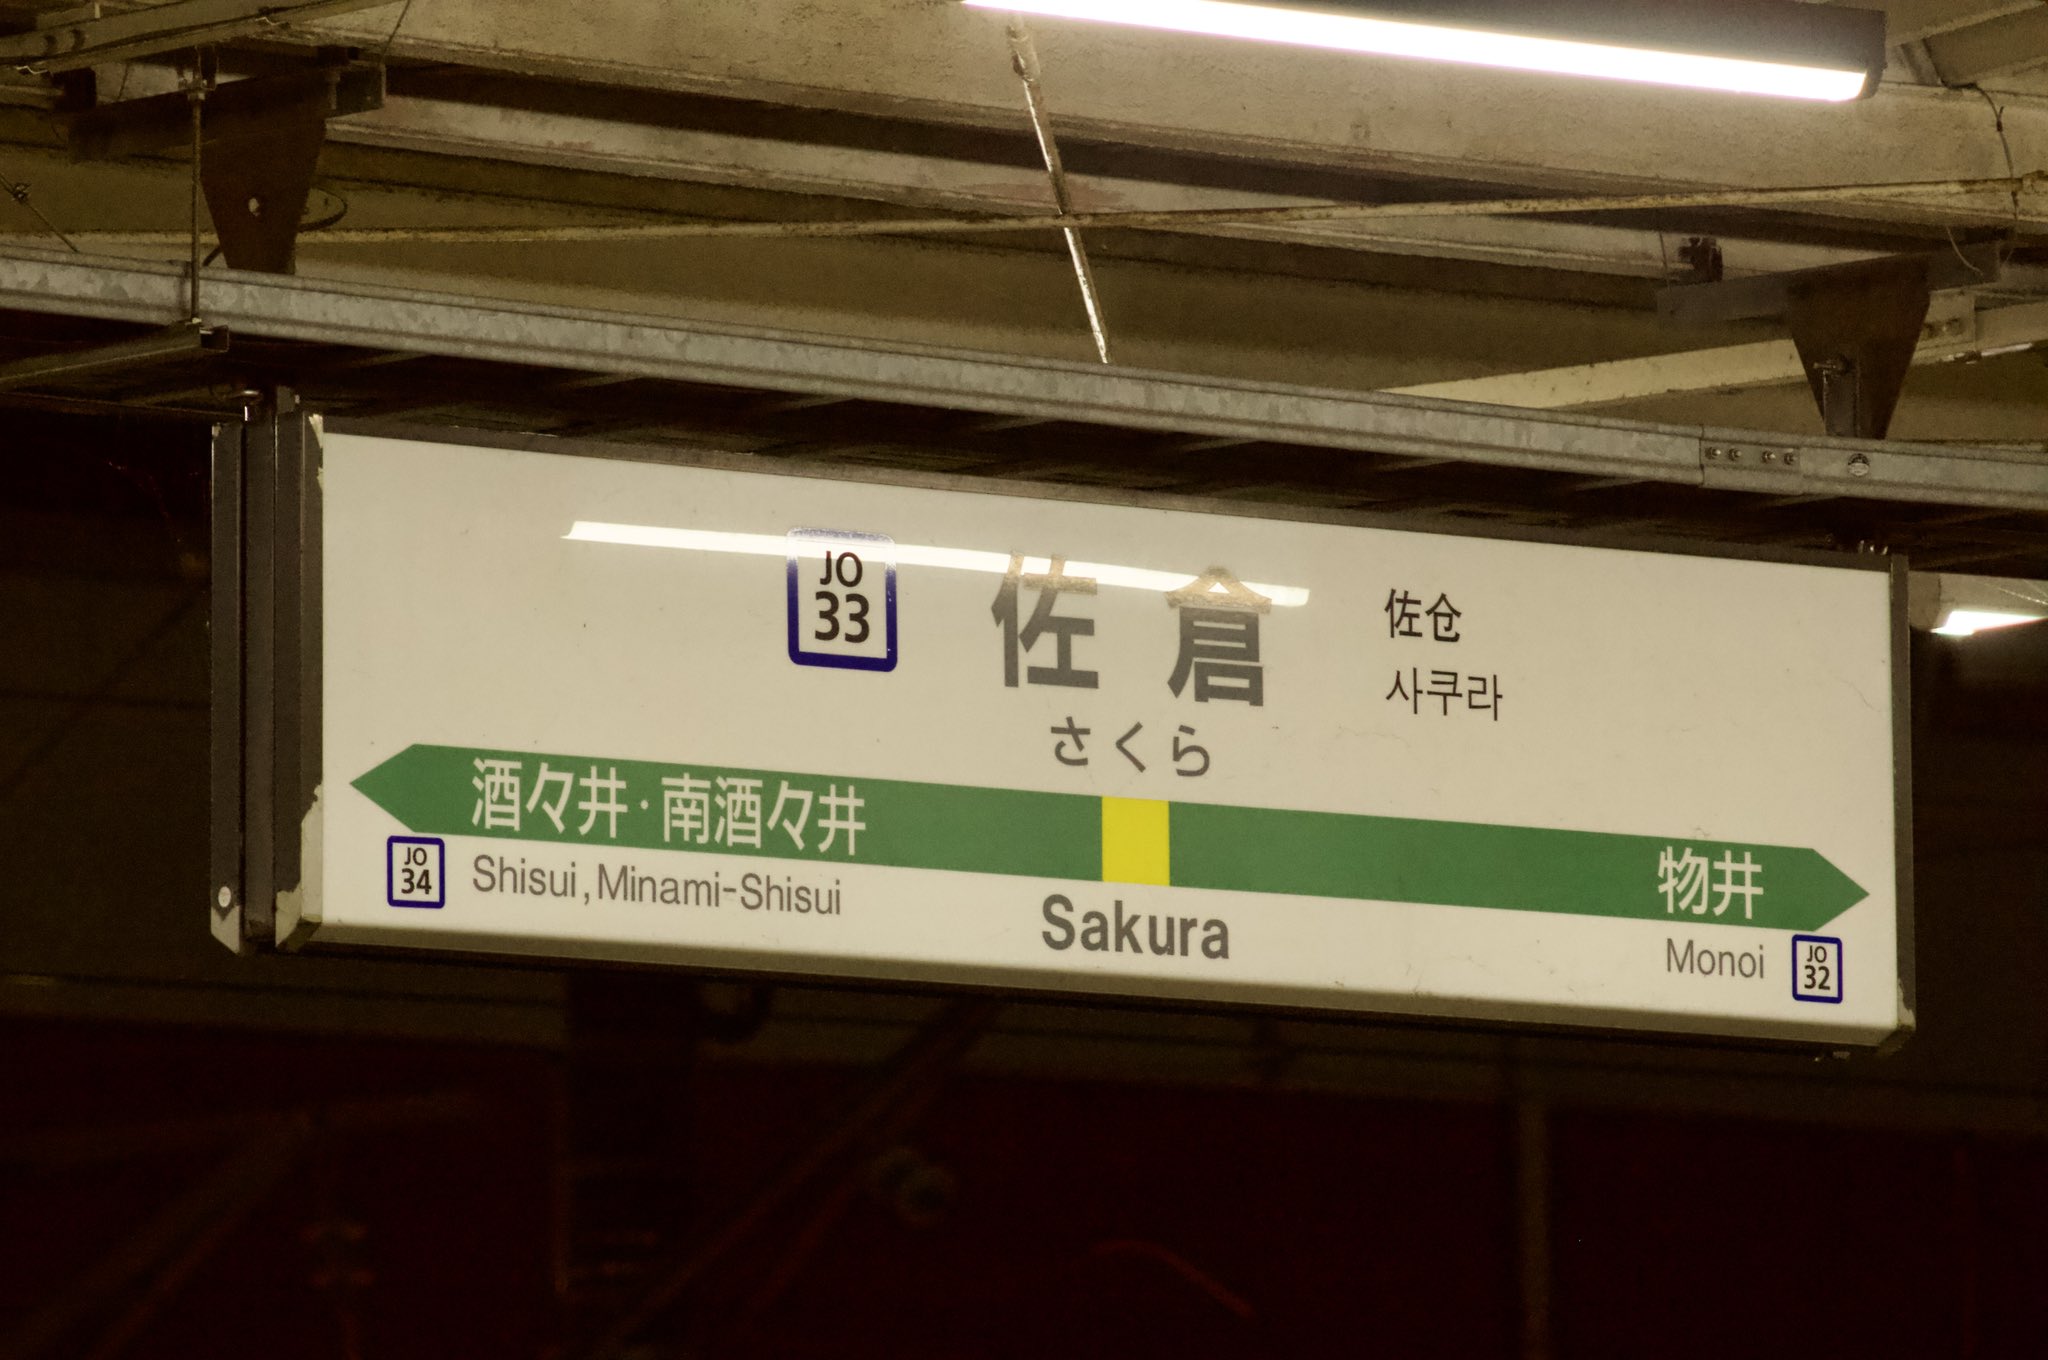 JO
33
佐倉
佐仓
사쿠라
さくら
酒々井・南酒々井
物井
JO
34
Shisui, Minami-Shisui
Sakura
Monoi
JO
32